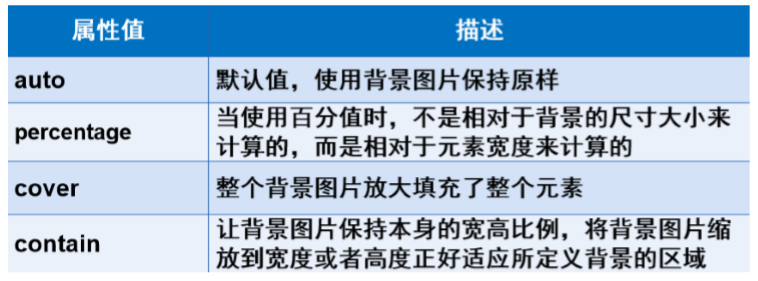 属性值 描述
auto 默认值，使用背景图片保持原样
percentage 当使用百分值时，不是相对于背景的尺寸大小来
计算的，而是相对于元素宽度来计算的
cover 整个背景图片放大填充了整个元素
contain 让背景图片保持本身的宽高比例，将背景图片缩
放到宽度或者高度正好适应所定义背景的区域